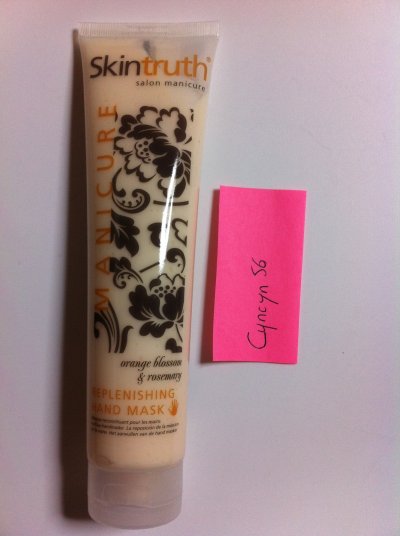 Skintruth®
salon manicure
MANICURE
orange blossom
& rosemary
REPLENISHING
HAND MASK
Cyncyn 56